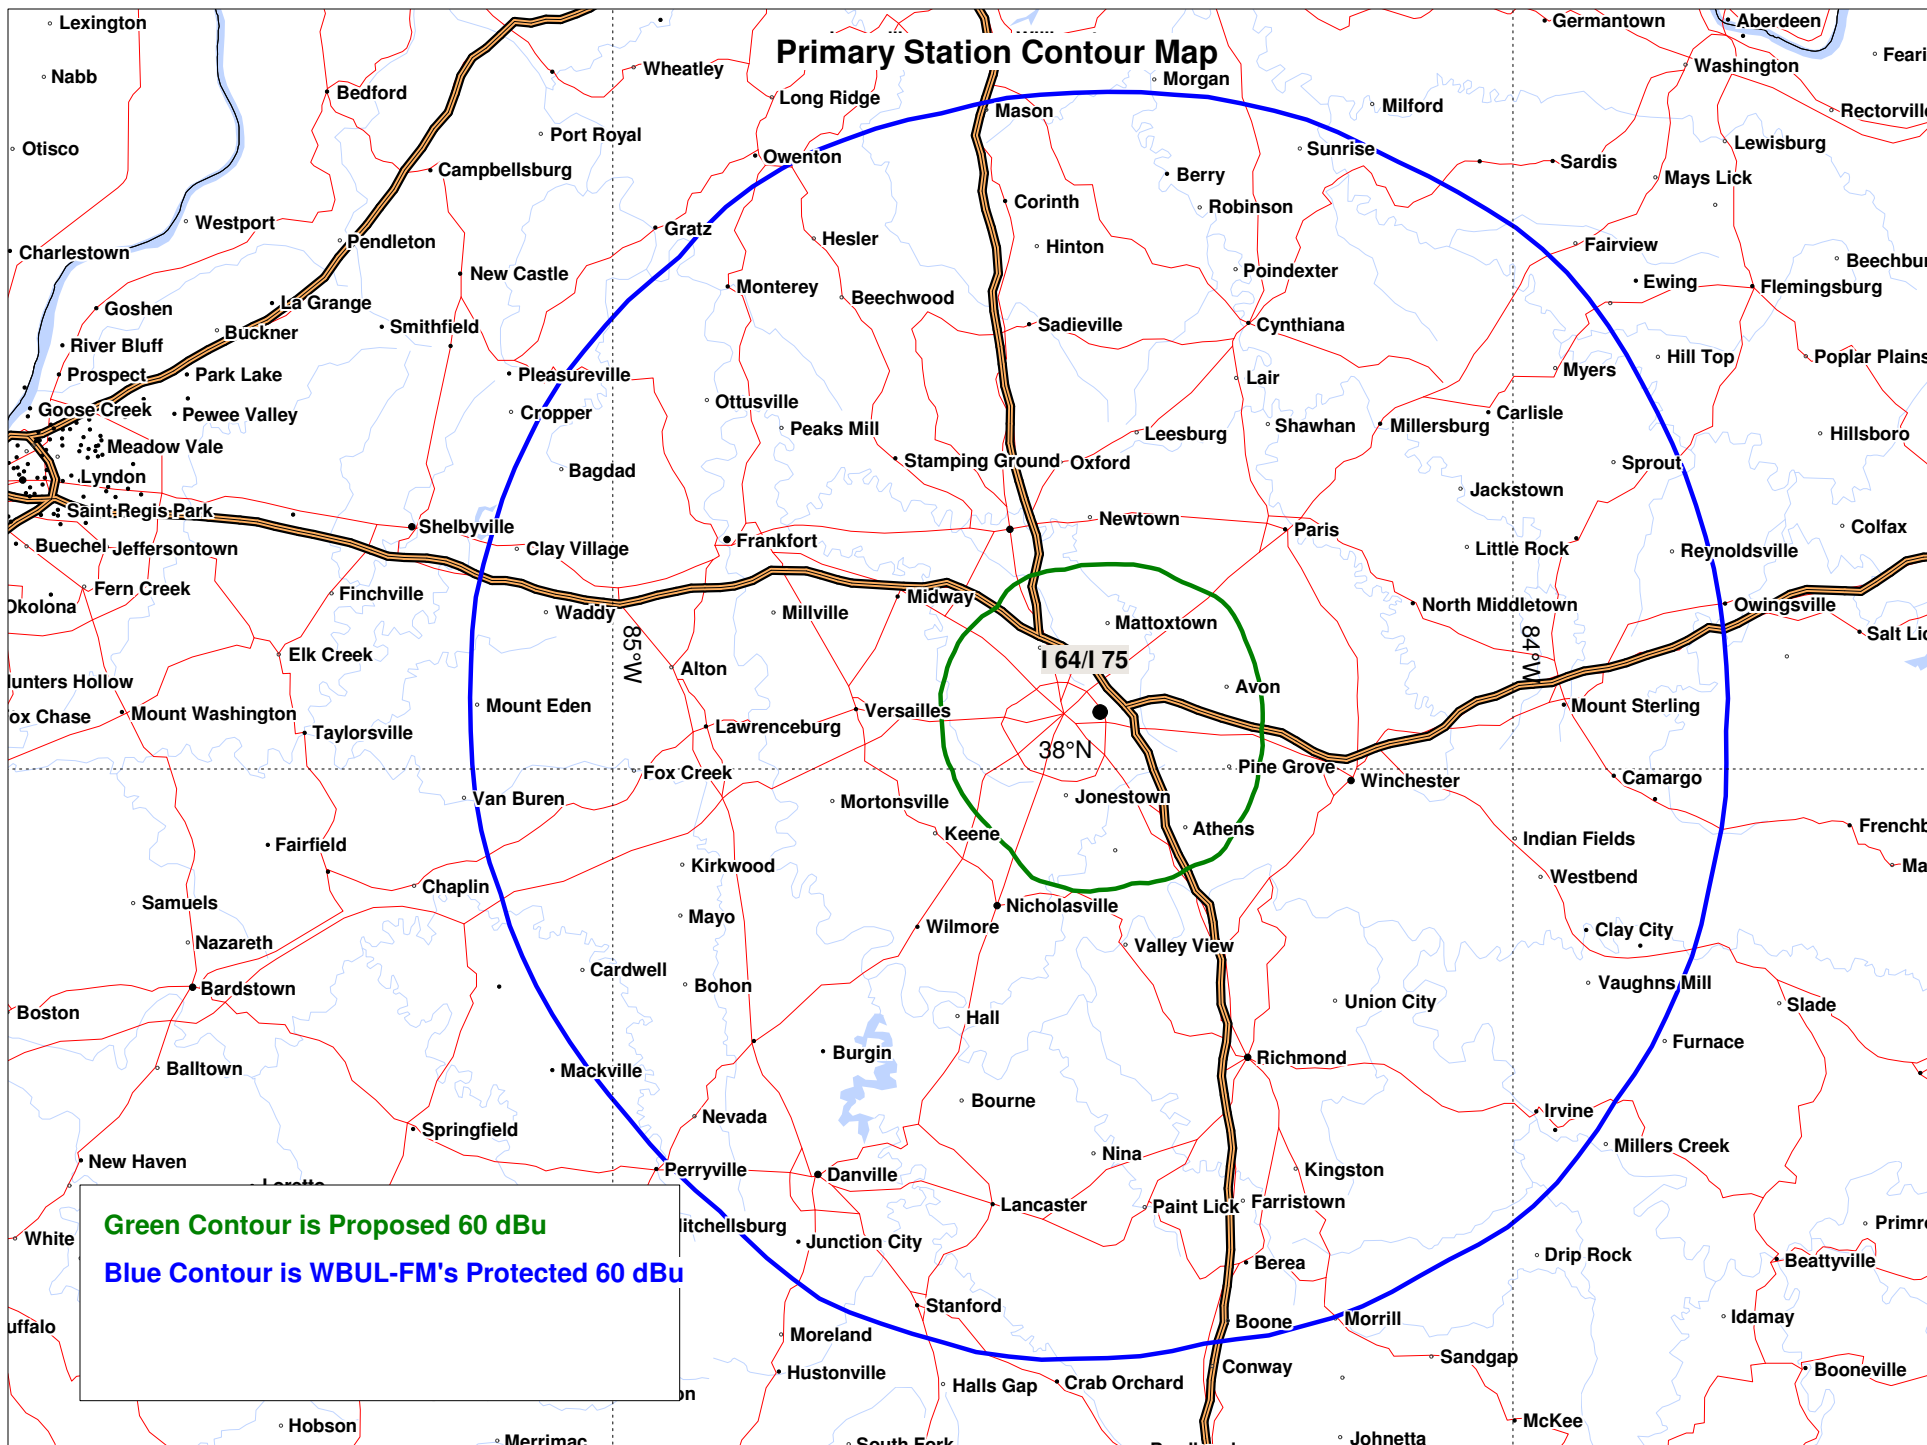 Primary Station Contour Map
Lexington
Germantown
Aberdeen
Nabb
Wheatley
Morgan
Washington
Bedford
Long Ridge
Mason
Milford
Otisco
Port Royal
Owenton
Sunrise
Sardis
Lewisburg
Campbellsburg
Berry
Mays Lick
Westport
Corinth
Robinson
Charlestown
Pendleton
Gratz
Hesler
Hinton
Fairview
New Castle
Poindexter
Ewing
Flemingsburg
Goshen
La Grange
Monterey
Beechwood
Buckner
Smithfield
Sadieville
Cynthiana
River Bluff
Hill Top
Poplar Plains
Prospect
Park Lake
Pleasureville
Lair
Myers
Goose Creek
Pewee Valley
Cropper
Ottusville
Peaks Mill
Leesburg
Shawhan
Millersburg
Carlisle
Hillsboro
Meadow Vale
Lyndon
Bagdad
Stamping Ground
Oxford
Sprout
Jackstown
Saint Regis Park
Shelbyville
Frankfort
Newtown
Paris
Colfax
Buechel
Jeffersontown
Clay Village
Little Rock
Reynoldsville
Fern Creek
Finchville
Waddy
Millville
Midway
North Middletown
Owingsville
Okolona
Mattoxtown
85°W
84°W
Elk Creek
Alton
I 64/I 75
Avon
Mount Washington
Mount Eden
Versailles
Mount Sterling
Taylorsville
Lawrenceburg
38°N
Fox Creek
Pine Grove
Winchester
Camargo
Van Buren
Mortonsville
Jonestown
Fairfield
Keene
Athens
Indian Fields
Kirkwood
Westbend
Chaplin
Samuels
Mayo
Nicholasville
Wilmore
Clay City
Nazareth
Valley View
Cardwell
Bardstown
Bohon
Vaughns Mill
Boston
Hall
Union City
Slade
Balltown
Mackville
Burgin
Richmond
Furnace
Nevada
Bourne
Irvine
Springfield
Millers Creek
New Haven
Perryville
Danville
Nina
Kingston
Lancaster
Paint Lick
Farristown
Green Contour is Proposed 60 dBu
White
Junction City
Drip Rock
Beattyville
Blue Contour is WBUL-FM's Protected 60 dBu
Berea
Stanford
Idamay
Moreland
Boone
Morrill
Hustonville
Halls Gap
Crab Orchard
Conway
Sandgap
Booneville
Hobson
Merrimac
South Fork
Johnetta
McKee